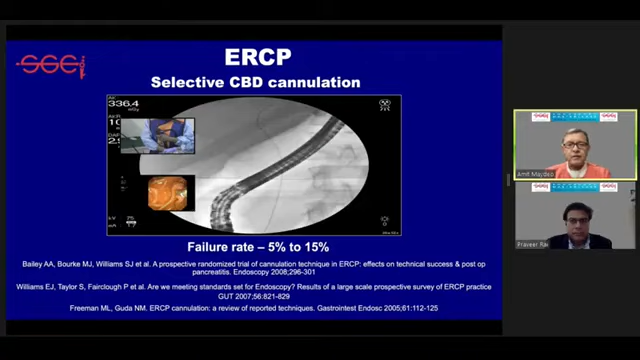 SGEI
ERCP
Selective CBD cannulation
336.4
Failure rate – 5% to 15%
Bailey AA, Bourke MJ, Williams SJ et al. A prospective randomized trial of cannulation technique in ERCP: effects on technical success & post op
pancreatitis. Endoscopy 2008;296-301
Williams EJ, Taylor S, Fairclough P et al. Are we meeting standards set for Endoscopy? Results of a large scale prospective survey of ERCP practice
GUT 2007;56:821-829
Freeman ML, Guda NM. ERCP cannulation: a review of reported techniques. Gastrointest Endosc 2005;61:112-125
Amit Maydeo